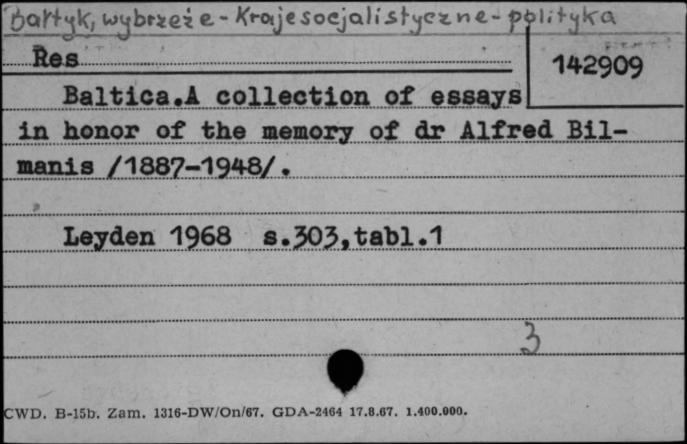 Bałtyk, wybrzeże - Kraje socjalistyczne - polityka
Res
142909
Baltica.A collection of essays
in honor of the memory of dr Alfred Bil-
manis /1887-1948/.
Leyden 1968 s.303,tabl.1
3
CWD. B-15b. Zam. 1316-DW/On/67. GDA-2464 17.8.67. 1.400.000.